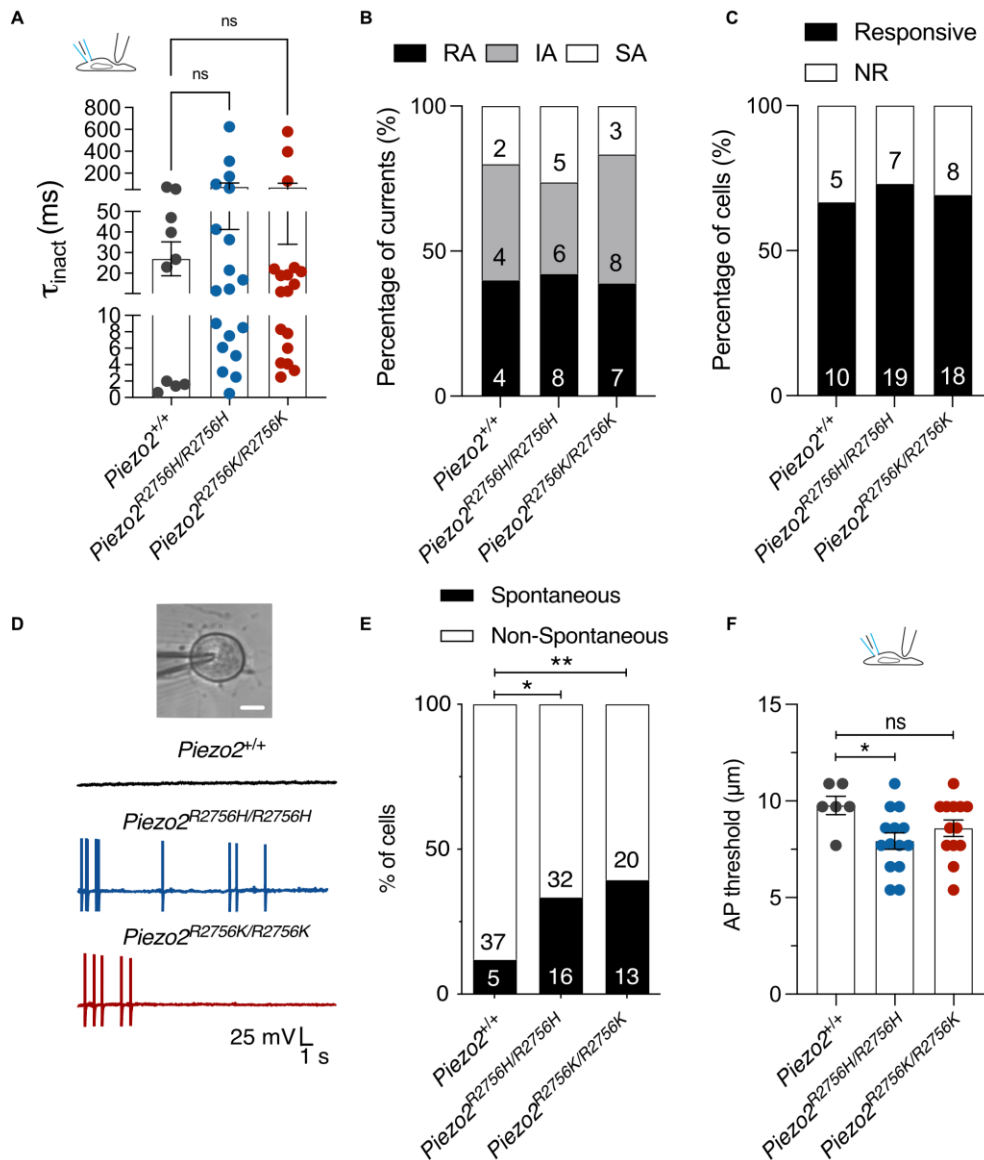 A
ns
ns
τinact (ms)
800
600
400
200
50
40
30
20
10
8
6
4
2
0
Piezo2+/+
Piezo2R2756H/R2756H
Piezo2R2756K/R2756K
B
RA IA SA
Percentage of currents (%)
100
50
0
2
4
4
5
6
8
3
8
7
Piezo2+/+
Piezo2R2756H/R2756H
Piezo2R2756K/R2756K
C
Responsive
NR
Percentage of cells (%)
100
50
0
5
10
7
19
8
18
Piezo2+/+
Piezo2R2756H/R2756H
Piezo2R2756K/R2756K
D
Piezo2+/+
Piezo2R2756H/R2756H
Piezo2R2756K/R2756K
25 mV
1 s
E
Spontaneous
Non-Spontaneous
**
*
% of cells
100
50
0
37
5
32
16
20
13
Piezo2+/+
Piezo2R2756H/R2756H
Piezo2R2756K/R2756K
F
ns
*
AP threshold (μm)
15
10
5
0
Piezo2+/+
Piezo2R2756H/R2756H
Piezo2R2756K/R2756K